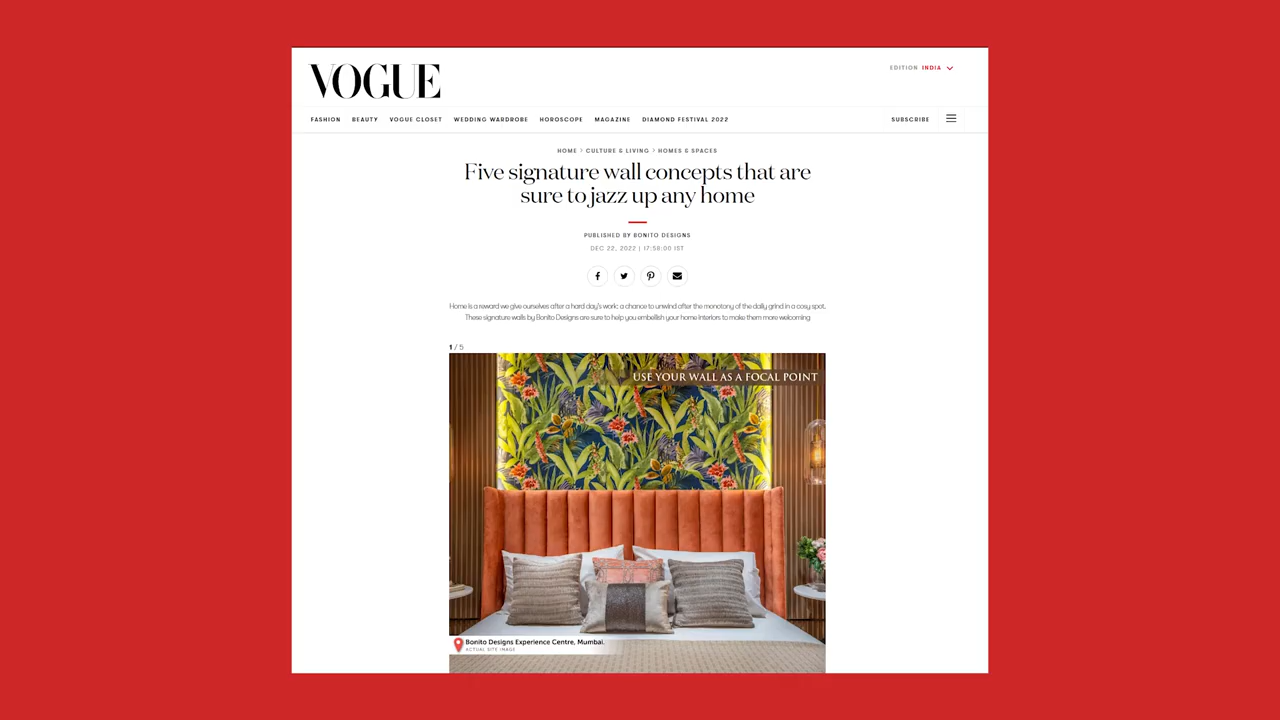 VOGUE
EDITION INDIA
FASHION BEAUTY VOGUE CLOSET WEDDING WARDROBE HOROSCOPE MAGAZINE DIAMOND FESTIVAL 2022 SUBSCRIBE
HOME > CULTURE & LIVING > HOMES & SPACES
Five signature wall concepts that are
sure to jazz up any home
PUBLISHED BY BONITO DESIGNS
DEC 22, 2022 | 17:58:00 IST
Home is a reward we give ourselves after a hard day's work; a chance to unwind after the monotony of the daily grind in a cosy spot.
These signature walls by Bonito Designs are sure to help you embellish your home interiors to make them more welcoming
1 / 5
USE YOUR WALL AS A FOCAL POINT
Bonito Designs Experience Centre, Mumbai.
ACTUAL SITE IMAGE